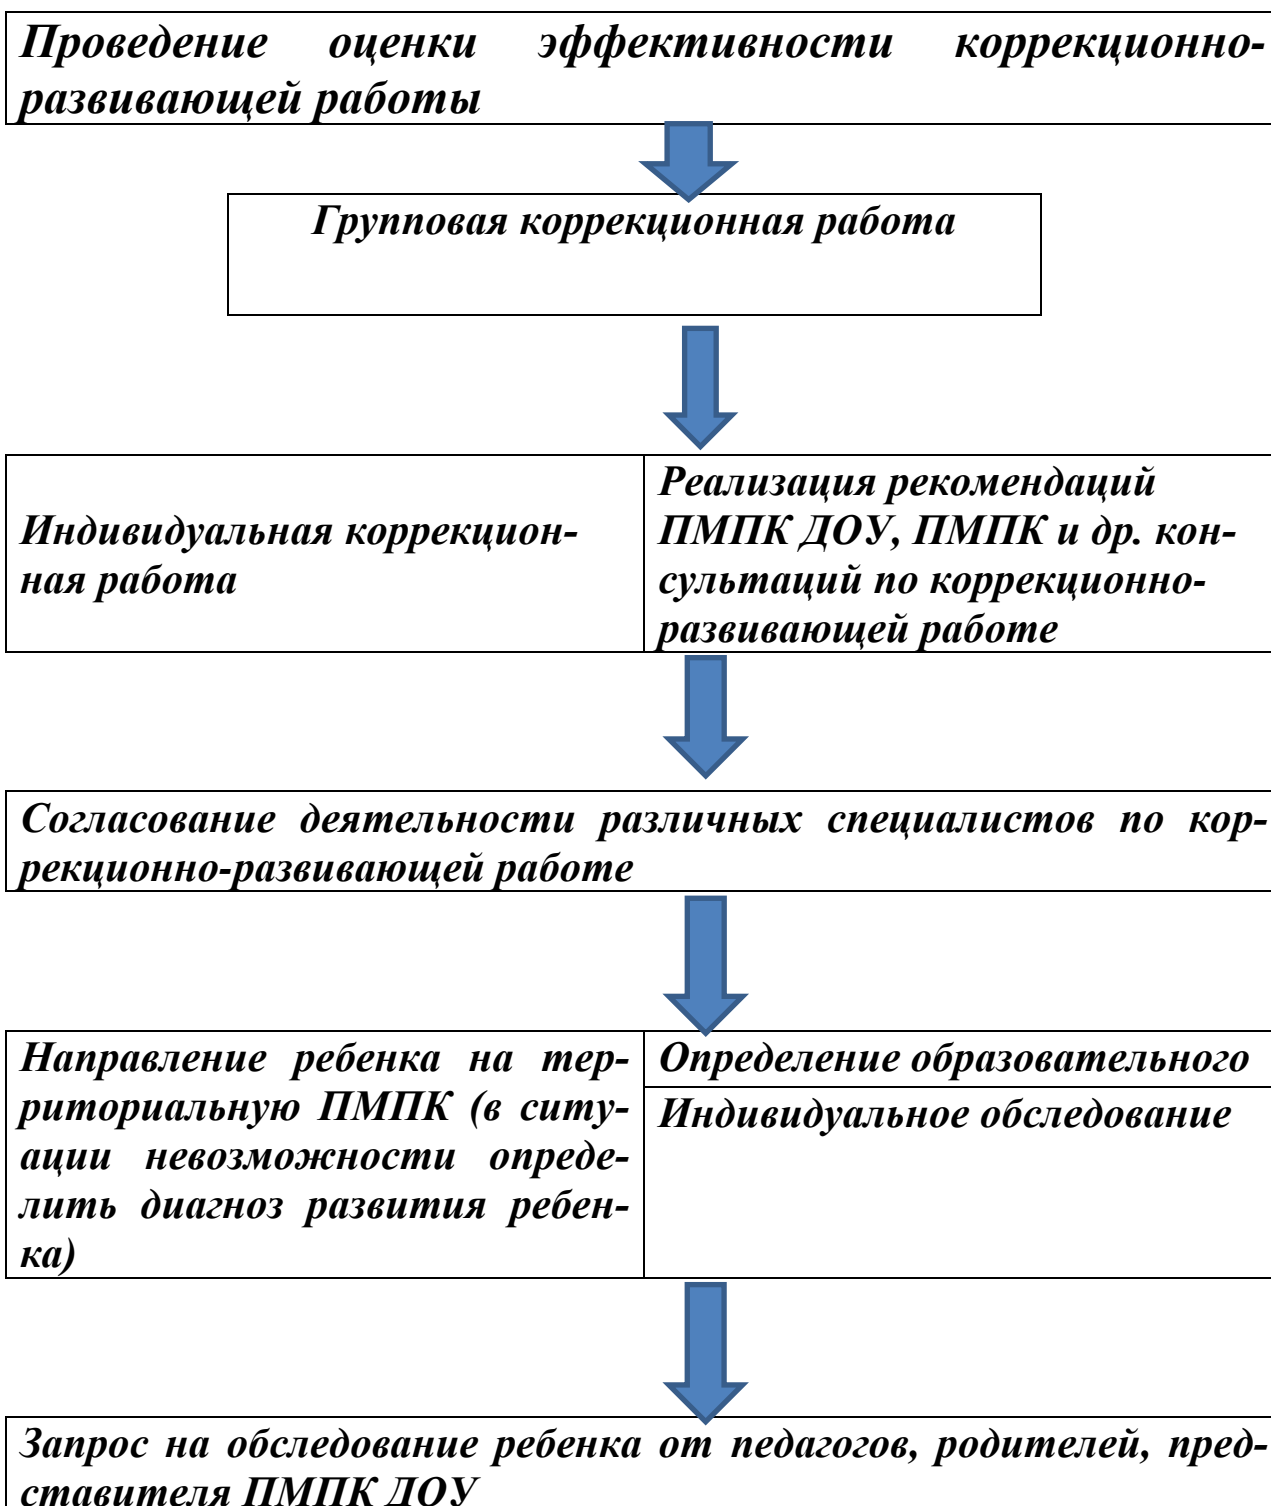 Проведение оценки эффективности коррекционно-
развивающей работы
Групповая коррекционная работа
Индивидуальная коррекцион-
ная работа
Реализация рекомендаций
ПМПК ДОУ, ПМПК и др. кон-
сультаций по коррекционно-
развивающей работе
Согласование деятельности различных специалистов по кор-
рекционно-развивающей работе
Направление ребенка на тер-
риториальную ПМПК (в ситу-
ации невозможности опреде-
лить диагноз развития ребен-
ка)
Определение образовательного
Индивидуальное обследование
Запрос на обследование ребенка от педагогов, родителей, пред-
ставителя ПМПК ДОУ